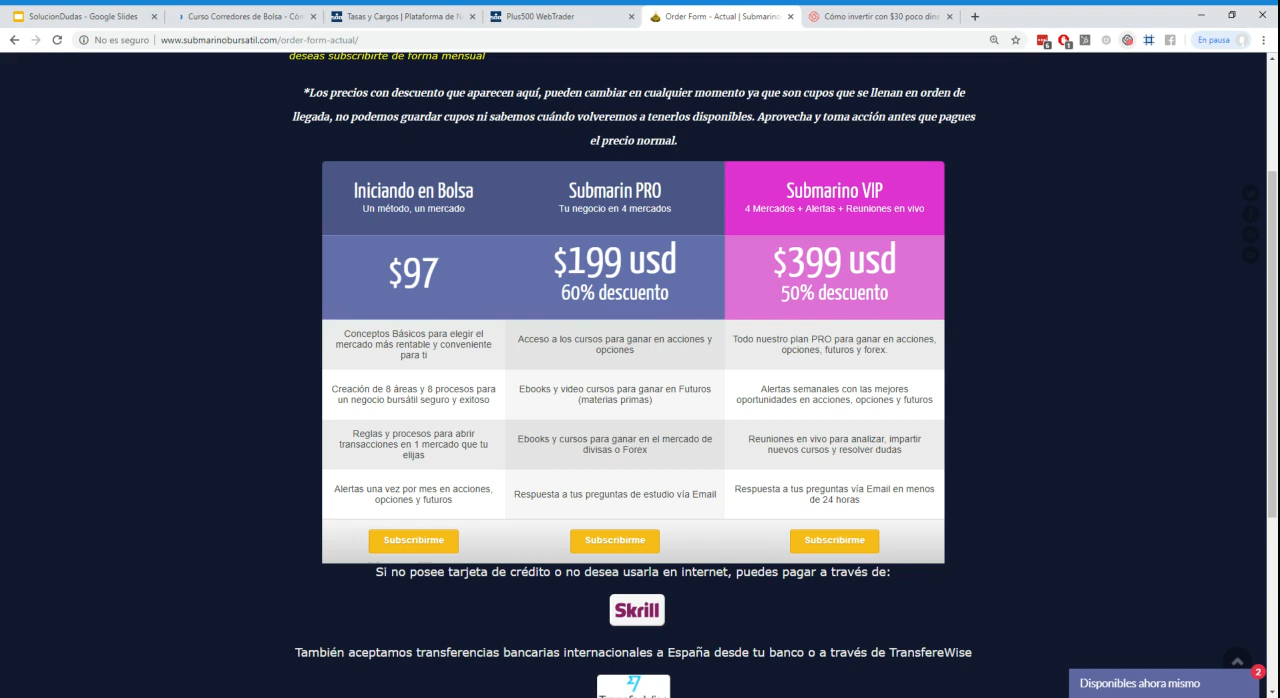 SolucionDudas - Google Slides
Curso Corredores de Bolsa - Cón
Tasas y Cargos | Plataforma de N
Plus500 WebTrader
Order Form - Actual | Submarino
Cómo invertir con $30 poco dine
No es seguro | www.submarinobursatil.com/order-form-actual/
En pausa
deseas subscribirte de forma mensual
*Los precios con descuento que aparecen aquí, pueden cambiar en cualquier momento ya que son cupos que se llenan en orden de
llegada, no podemos guardar cupos ni sabemos cuándo volveremos a tenerlos disponibles. Aprovecha y toma acción antes que pagues
el precio normal.
Iniciando en Bolsa
Un método, un mercado
$97
Conceptos Básicos para elegir el
mercado más rentable y conveniente
para ti
Creación de 8 áreas y 8 procesos para
un negocio bursátil seguro y exitoso
Reglas y procesos para abrir
transacciones en 1 mercado que tu
elijas
Alertas una vez por mes en acciones,
opciones y futuros
Subscribirme
Submarin PRO
Tu negocio en 4 mercados
$199 usd
60% descuento
Acceso a los cursos para ganar en acciones y
opciones
Ebooks y video cursos para ganar en Futuros
(materias primas)
Ebooks y cursos para ganar en el mercado de
divisas o Forex
Respuesta a tus preguntas de estudio vía Email
Subscribirme
Submarino VIP
4 Mercados + Alertas + Reuniones en vivo
$399 usd
50% descuento
Todo nuestro plan PRO para ganar en acciones,
opciones, futuros y forex.
Alertas semanales con las mejores
oportunidades en acciones, opciones y futuros
Reuniones en vivo para analizar, impartir
nuevos cursos y resolver dudas
Respuesta a tus preguntas vía Email en menos
de 24 horas
Subscribirme
Si no posee tarjeta de crédito o no desea usarla en internet, puedes pagar a través de:
Skrill
También aceptamos transferencias bancarias internacionales a España desde tu banco o a través de TransfereWise
Disponibles ahora mismo
2